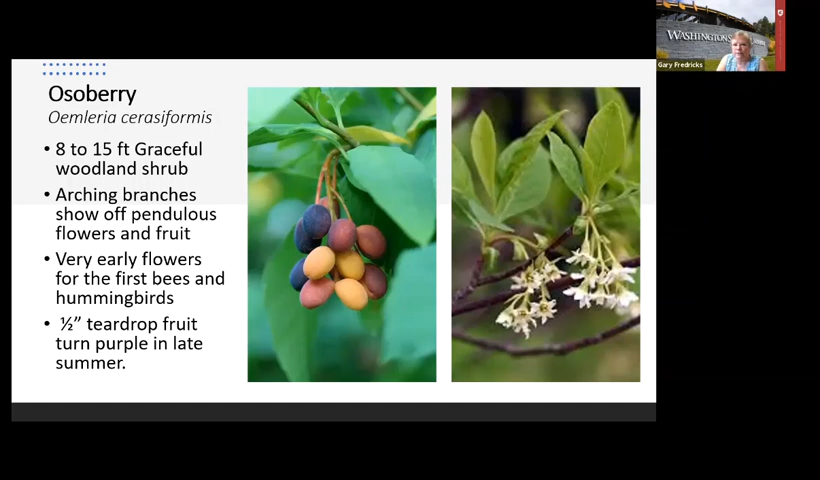 Osoberry
Oemleria cerasiformis
• 8 to 15 ft Graceful
woodland shrub
• Arching branches
show off pendulous
flowers and fruit
• Very early flowers
for the first bees and
hummingbirds
• ½” teardrop fruit
turn purple in late
summer.
WASHINGTON
Gary Fredricks